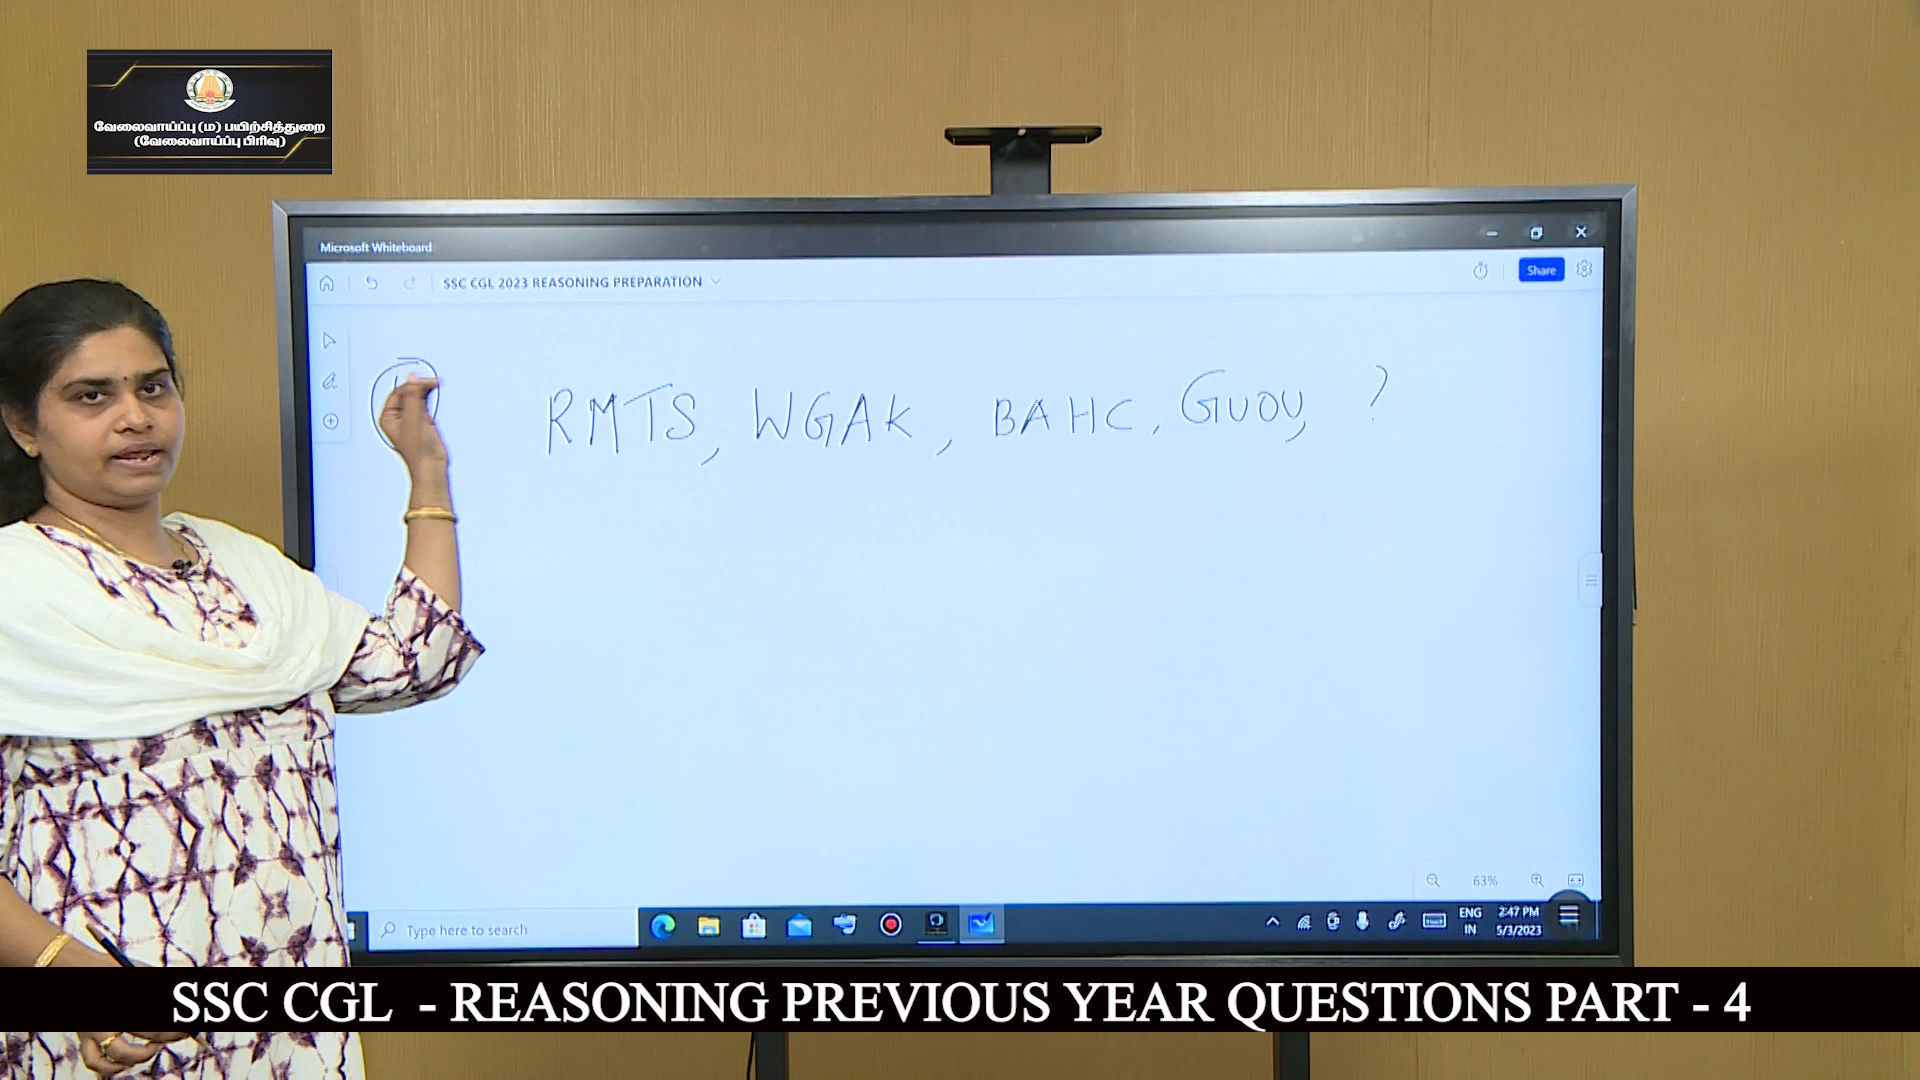 வேலைவாய்ப்பு (ம) பயிற்சித்துறை
(வேலைவாய்ப்பு பிரிவு)
Microsoft Whiteboard
SSC CGL 2023 REASONING PREPARATION
Share
RMTS, WGAK, BAHC, GUOU, ?
63%
Type here to search
ENG
IN
2:47 PM
5/3/2023
SSC CGL - REASONING PREVIOUS YEAR QUESTIONS PART - 4